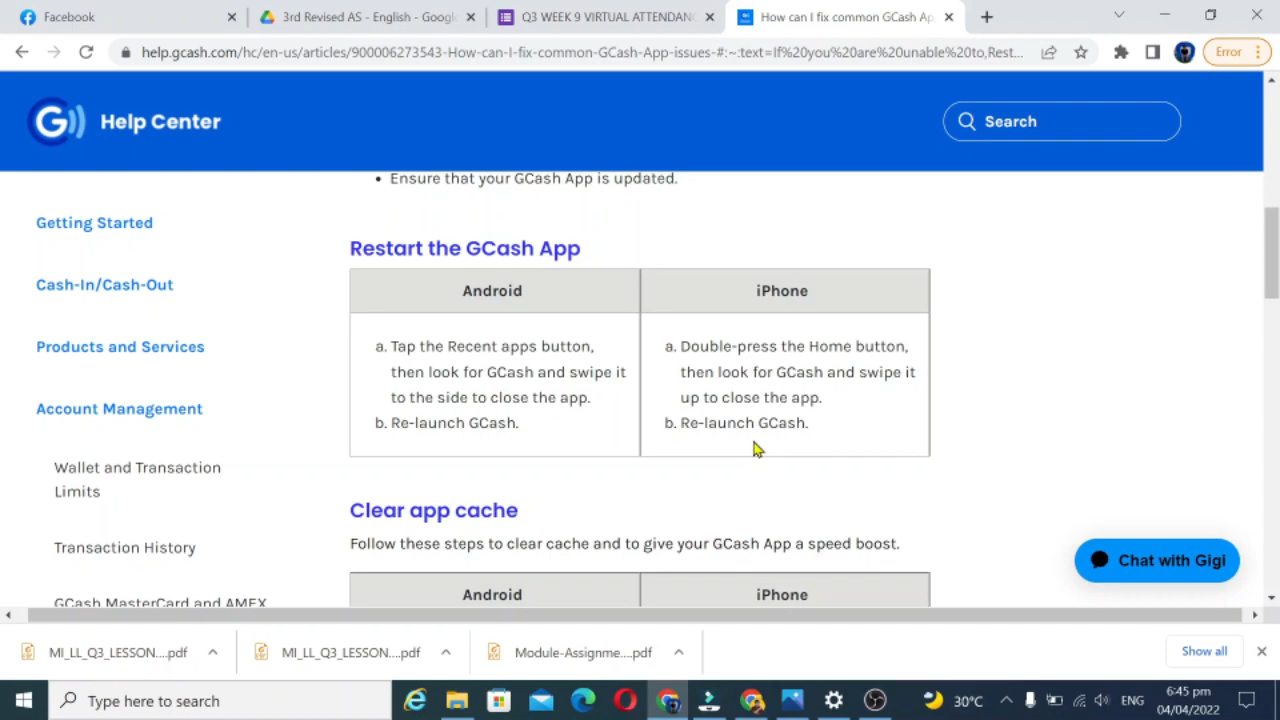 Facebook
3rd Revised AS - English - Googl
Q3 WEEK 9 VIRTUAL ATTENDANC
How can I fix common GCash Ap
help.gcash.com/hc/en-us/articles/900006273543-How-can-I-fix-common-GCash-App-issues-#:~:text=If%20you%20are%20unable%20to,Rest...
Error
Help Center
Search
Ensure that your GCash App is updated.
Getting Started
Cash-In/Cash-Out
Products and Services
Account Management
Wallet and Transaction
Limits
Transaction History
GCash MasterCard and AMEX
Restart the GCash App
Android
iPhone
a. Tap the Recent apps button,
then look for GCash and swipe it
to the side to close the app.
b. Re-launch GCash.
a. Double-press the Home button,
then look for GCash and swipe it
up to close the app.
b. Re-launch GCash.
Clear app cache
Follow these steps to clear cache and to give your GCash App a speed boost.
Android
iPhone
Chat with Gigi
MI_LL_Q3_LESSON....pdf
MI_LL_Q3_LESSON....pdf
Module-Assignme....pdf
Show all
Type here to search
30°C
ENG
6:45 pm
04/04/2022